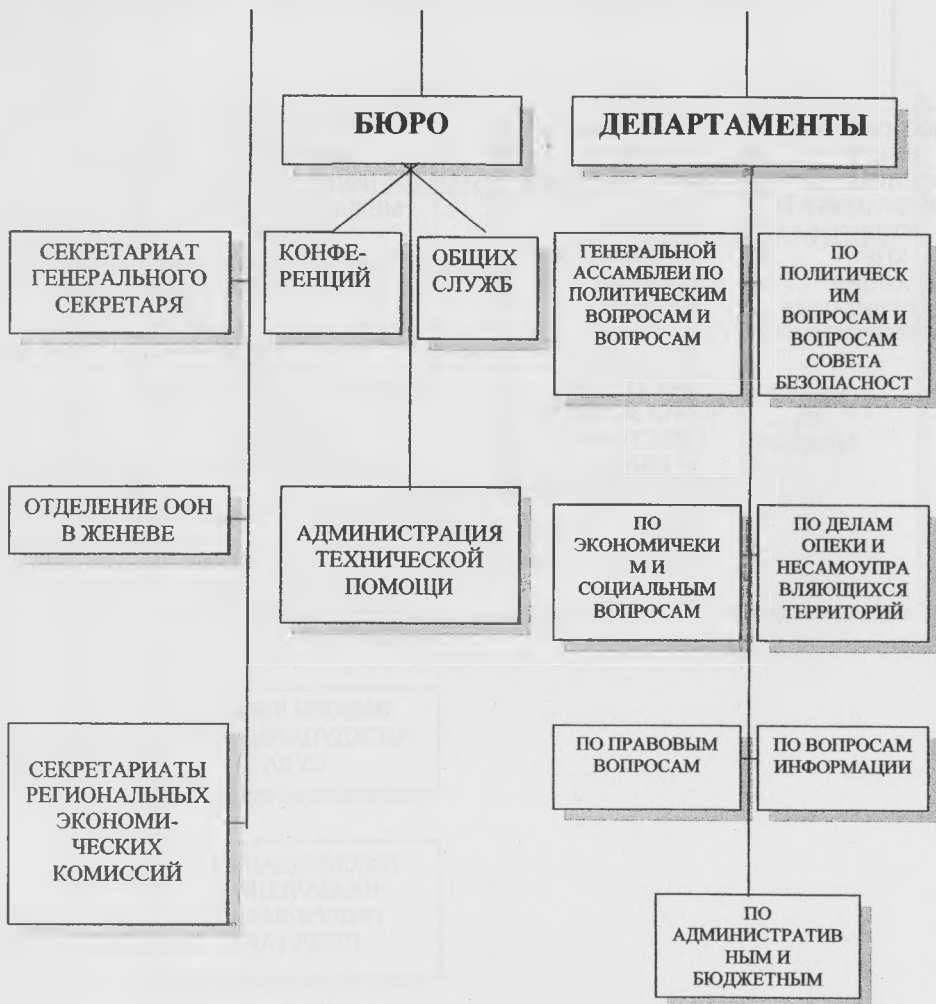 БЮРО
ДЕПАРТАМЕНТЫ
СЕКРЕТАРИАТ
ГЕНЕРАЛЬНОГО
СЕКРЕТАРЯ
КОНФЕ-
РЕНЦИЙ
ОБЩИХ
СЛУЖБ
ГЕНЕРАЛЬНОЙ
АССАМБЛЕИ ПО
ПОЛИТИЧЕСКИМ
ВОПРОСАМ И
ВОПРОСАМ
ПО
ПОЛИТИЧЕСК
ИМ
ВОПРОСАМ И
ВОПРОСАМ
СОВЕТА
БЕЗОПАСНОСТ
ОТДЕЛЕНИЕ ООН
В ЖЕНЕВЕ
АДМИНИСТРАЦИЯ
ТЕХНИЧЕСКОЙ
ПОМОЩИ
ПО
ЭКОНОМИЧЕКИ
М И
СОЦИАЛЬНЫМ
ВОПРОСАМ
ПО ДЕЛАМ
ОПЕКИ И
НЕСАМОУПРА
ВЛЯЮЩИХСЯ
ТЕРРИТОРИЙ
СЕКРЕТАРИАТЫ
РЕГИОНАЛЬНЫХ
ЭКОНОМИ-
ЧЕСКИХ
КОМИССИЙ
ПО ПРАВОВЫМ
ВОПРОСАМ
ПО ВОПРОСАМ
ИНФОРМАЦИИ
ПО
АДМИНИСТРАТИВ
НЫМ И
БЮДЖЕТНЫМ